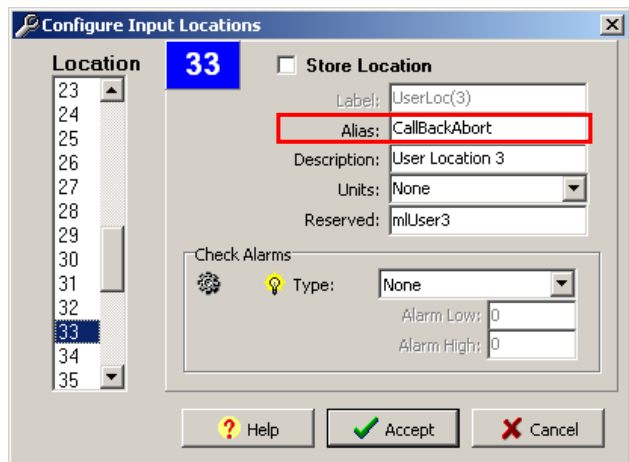 Configure Input Locations
Location
23
24
25
26
27
28
29
30
31
32
33
34
35
33
Store Location
Label: UserLoc(3)
Alias: CallBackAbort
Description: User Location 3
Units: None
Reserved: mlUser3
Check Alarms
Type: None
Alarm Low: 0
Alarm High: 0
? Help
Accept
Cancel